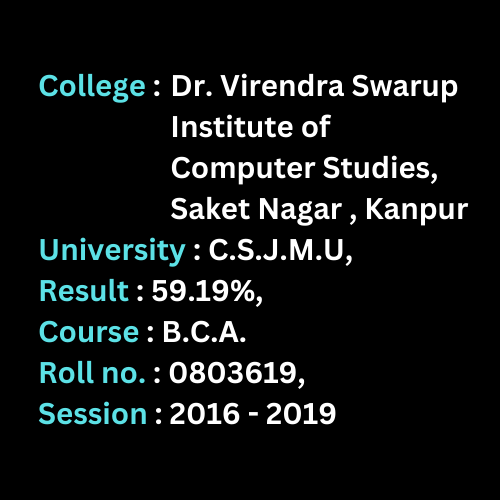 College : Dr. Virendra Swarup
Institute of
Computer Studies,
Saket Nagar , Kanpur
University : C.S.J.M.U,
Result : 59.19%,
Course : B.C.A.
Roll no. : 0803619,
Session : 2016 - 2019